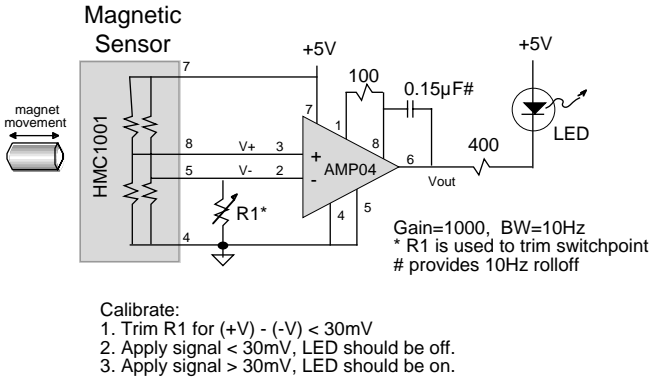 Magnetic
Sensor
+5V
+5V
7
100
0.15µF#
magnet
movement
7
1
LED
HMC1001
8
V+
3
8
+
AMP04
400
5
V-
2
-
6
Vout
R1*
4
5
4
Gain=1000, BW=10Hz
* R1 is used to trim switchpoint
# provides 10Hz rolloff
Calibrate:
1. Trim R1 for (+V) - (-V) < 30mV
2. Apply signal < 30mV, LED should be off.
3. Apply signal > 30mV, LED should be on.